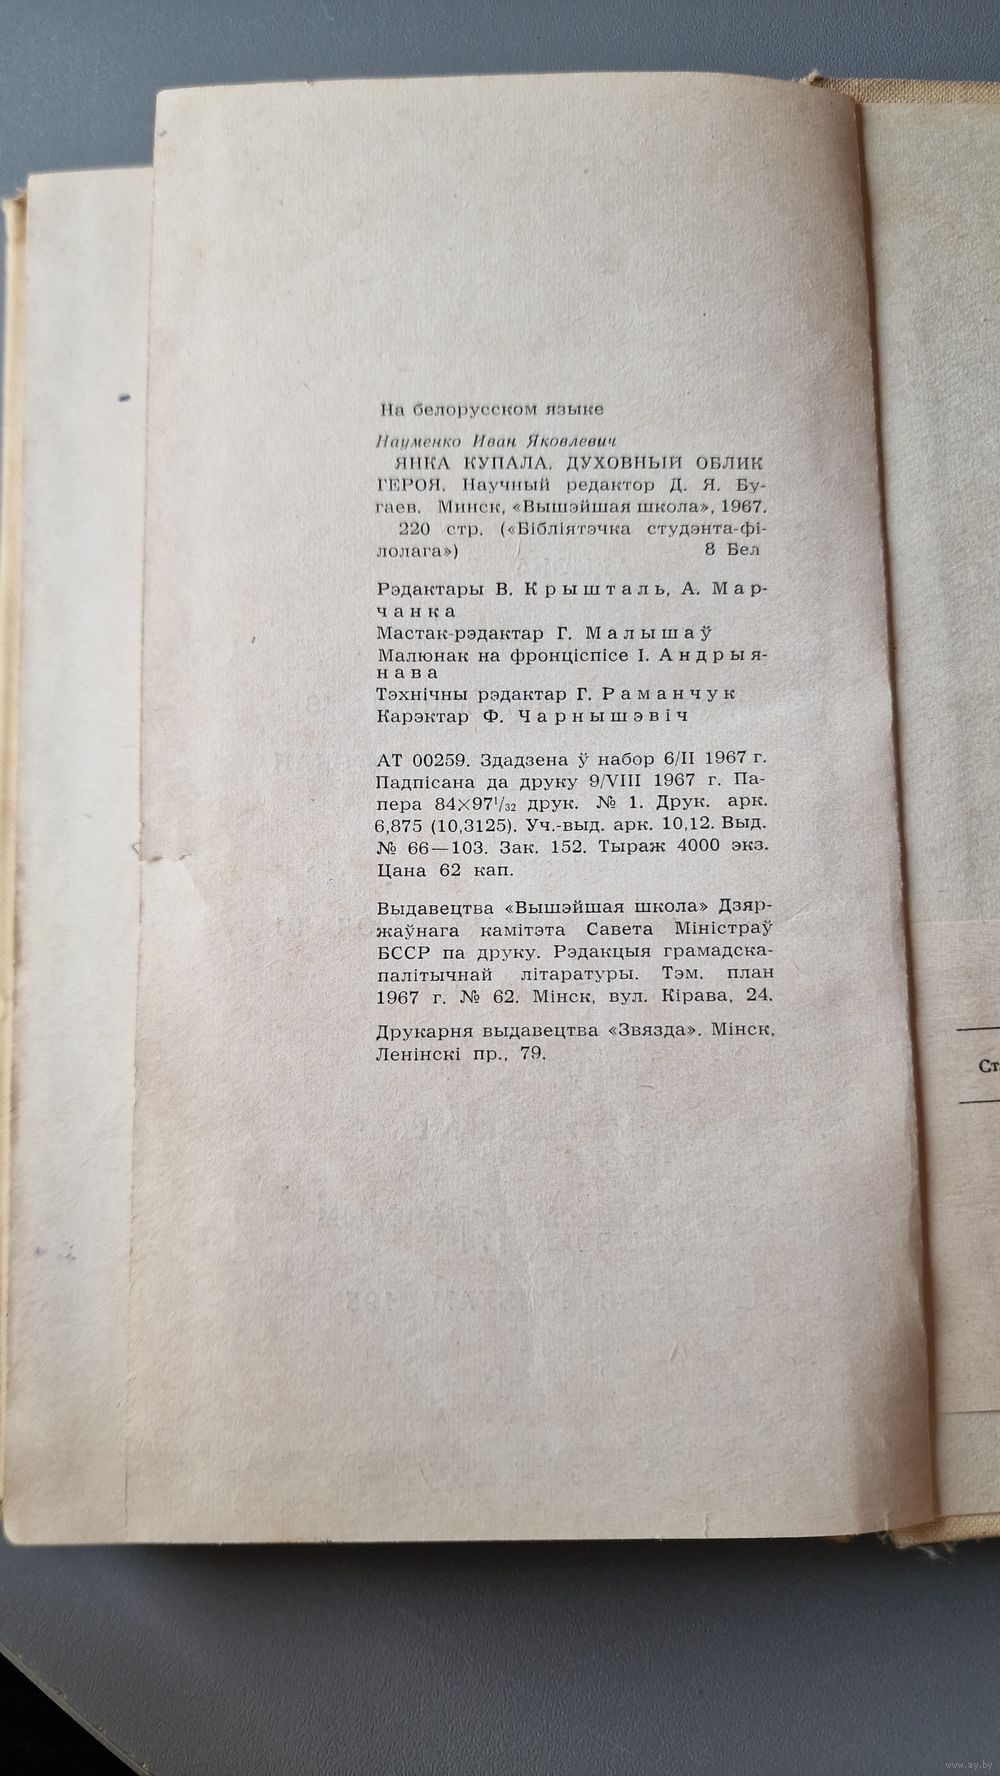 На белорусском языке
Науменко Иван Яковлевич
ЯНКА КУПАЛА. ДУХОВНЫЙ ОБЛИК
ГЕРОЯ. Научный редактор Д. Я. Бу-
гаев. Минск, «Вышэйшая школа», 1967.
220 стр. («Бібліятэчка студэнта-фі-
лолага») 8 Бел
Рэдактары В. Крышталь, А. Мар-
чанка
Мастак-рэдактар Г. Малышаў
Малюнак на фронціспісе І. Андрыя-
нава
Тэхнічны рэдактар Г. Раманчук
Карэктар Ф. Чарнышэвіч
АТ 00259. Здадзена ў набор 6/II 1967 г.
Падпісана да друку 9/VIII 1967 г. Па-
пера 84×97¹/₃₂ друк. № 1. Друк. арк.
6,875 (10,3125). Уч.-выд. арк. 10,12. Выд.
№ 66—103. Зак. 152. Тыраж 4000 экз.
Цана 62 кап.
Выдавецтва «Вышэйшая школа» Дзяр-
жаўнага камітэта Савета Міністраў
БССР па друку. Рэдакцыя грамадска-
палітычнай літаратуры. Тэм. план
1967 г. № 62. Мінск, вул. Кірава, 24.
Друкарня выдавецтва «Звязда». Мінск,
Ленінскі пр., 79.
Ст
www.ay.by